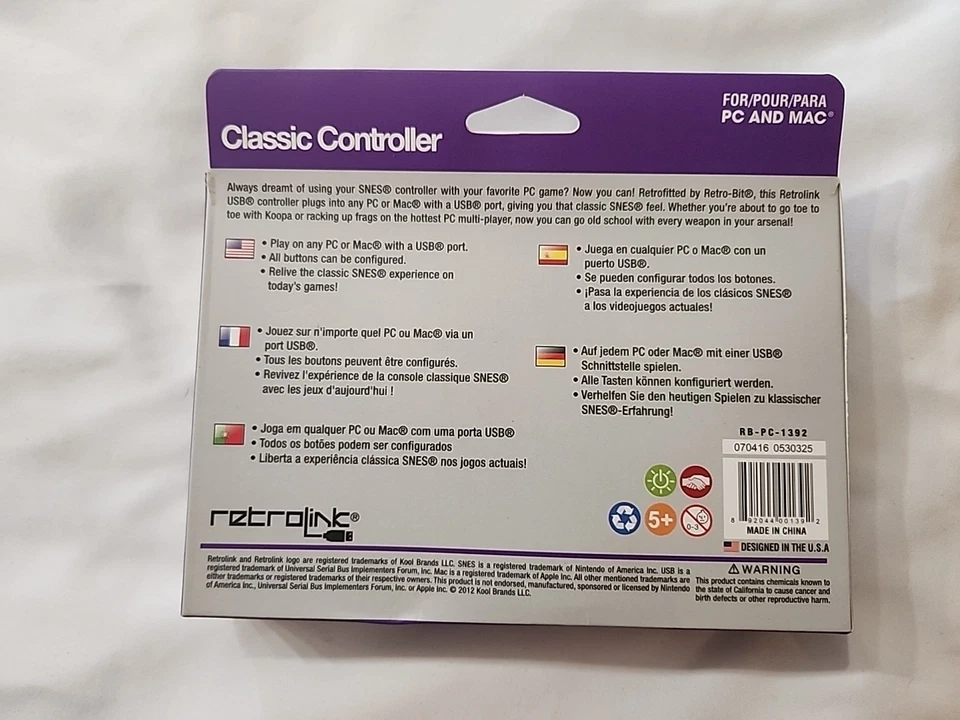 FOR/POUR/PARA
PC AND MAC®
Classic Controller
Always dreamt of using your SNES® controller with your favorite PC game? Now you can! Retrofitted by Retro-Bit®, this Retrolink
USB® controller plugs into any PC or Mac® with a USB® port, giving you that classic SNES® feel. Whether you're about to go toe to
toe with Koopa or racking up frags on the hottest PC multi-player, now you can go old school with every weapon in your arsenal!
• Play on any PC or Mac® with a USB® port.
• All buttons can be configured.
• Relive the classic SNES® experience on
today's games!
• Juega en cualquier PC o Mac® con un
puerto USB®.
• Se pueden configurar todos los botones.
• ¡Pasa la experiencia de los clásicos SNES®
a los videojuegos actuales!
• Jouez sur n'importe quel PC ou Mac® via un
port USB®.
• Tous les boutons peuvent être configurés.
• Revivez l'expérience de la console classique SNES®
avec les jeux d'aujourd'hui !
• Auf jedem PC oder Mac® mit einer USB®
Schnittstelle spielen.
• Alle Tasten können konfiguriert werden.
• Verhelfen Sie den heutigen Spielen zu klassischer
SNES®-Erfahrung!
• Joga em qualquer PC ou Mac® com uma porta USB®
• Todos os botões podem ser configurados
• Liberta a experiência clássica SNES® nos jogos actuais!
RB-PC-1392
070416 0530325
8 92044 00139 2
MADE IN CHINA
DESIGNED IN THE U.S.A
5+
0-3
retrolink®
Retrolink and Retrolink logo are registered trademarks of Kool Brands LLC. SNES is a registered trademark of Nintendo of America Inc. USB is a
registered trademark of Universal Serial Bus Implementers Forum, Inc. Mac is a registered trademark of Apple Inc. All other mentioned trademarks are
either trademarks or registered trademarks of their respective owners. This product is not endorsed, manufactured, sponsored or licensed by Nintendo
of America Inc., Universal Serial Bus Implementers Forum, Inc. or Apple Inc. © 2012 Kool Brands LLC.
⚠ WARNING
This product contains chemicals known to
the state of California to cause cancer and
birth defects or other reproductive harm.